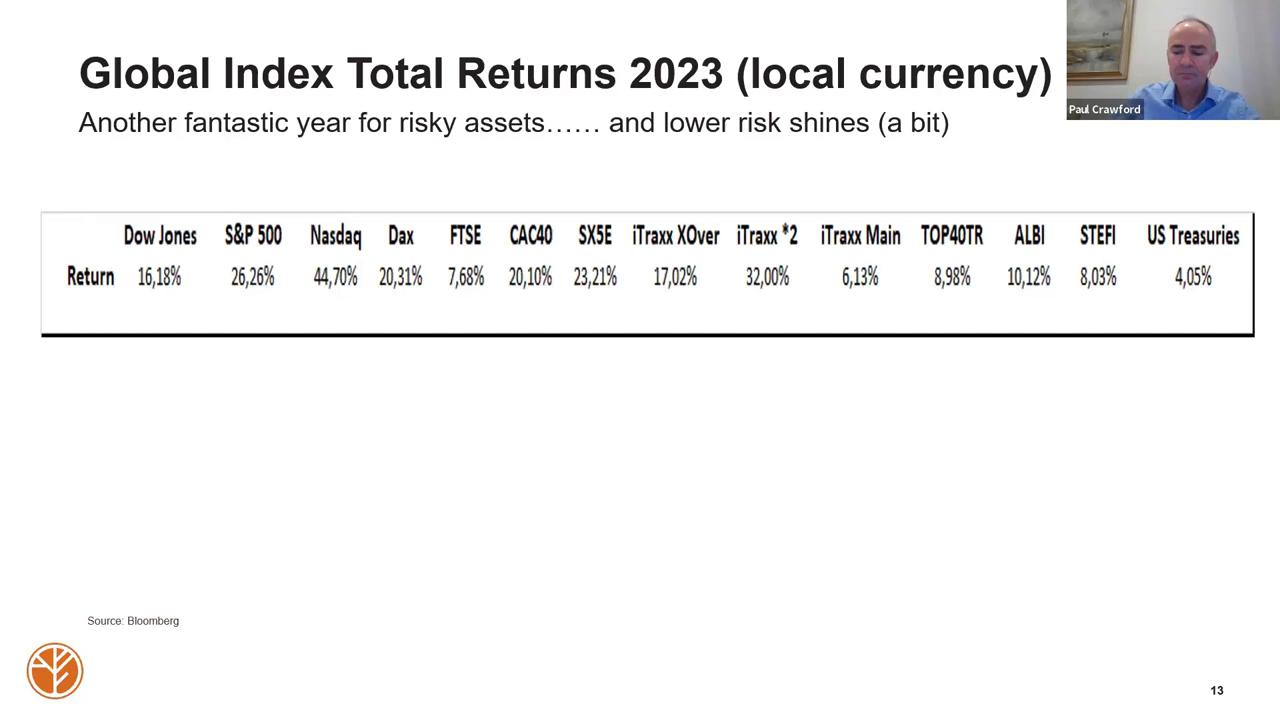 Global Index Total Returns 2023 (local currency)
Another fantastic year for risky assets…… and lower risk shines (a bit)
Paul Crawford
Dow Jones S&P 500 Nasdaq Dax FTSE CAC40 SX5E iTraxx XOver iTraxx *2 iTraxx Main TOP40TR ALBI STEFI US Treasuries
Return 16,18% 26,26% 44,70% 20,31% 7,68% 20,10% 23,21% 17,02% 32,00% 6,13% 8,98% 10,12% 8,03% 4,05%
Source: Bloomberg
13